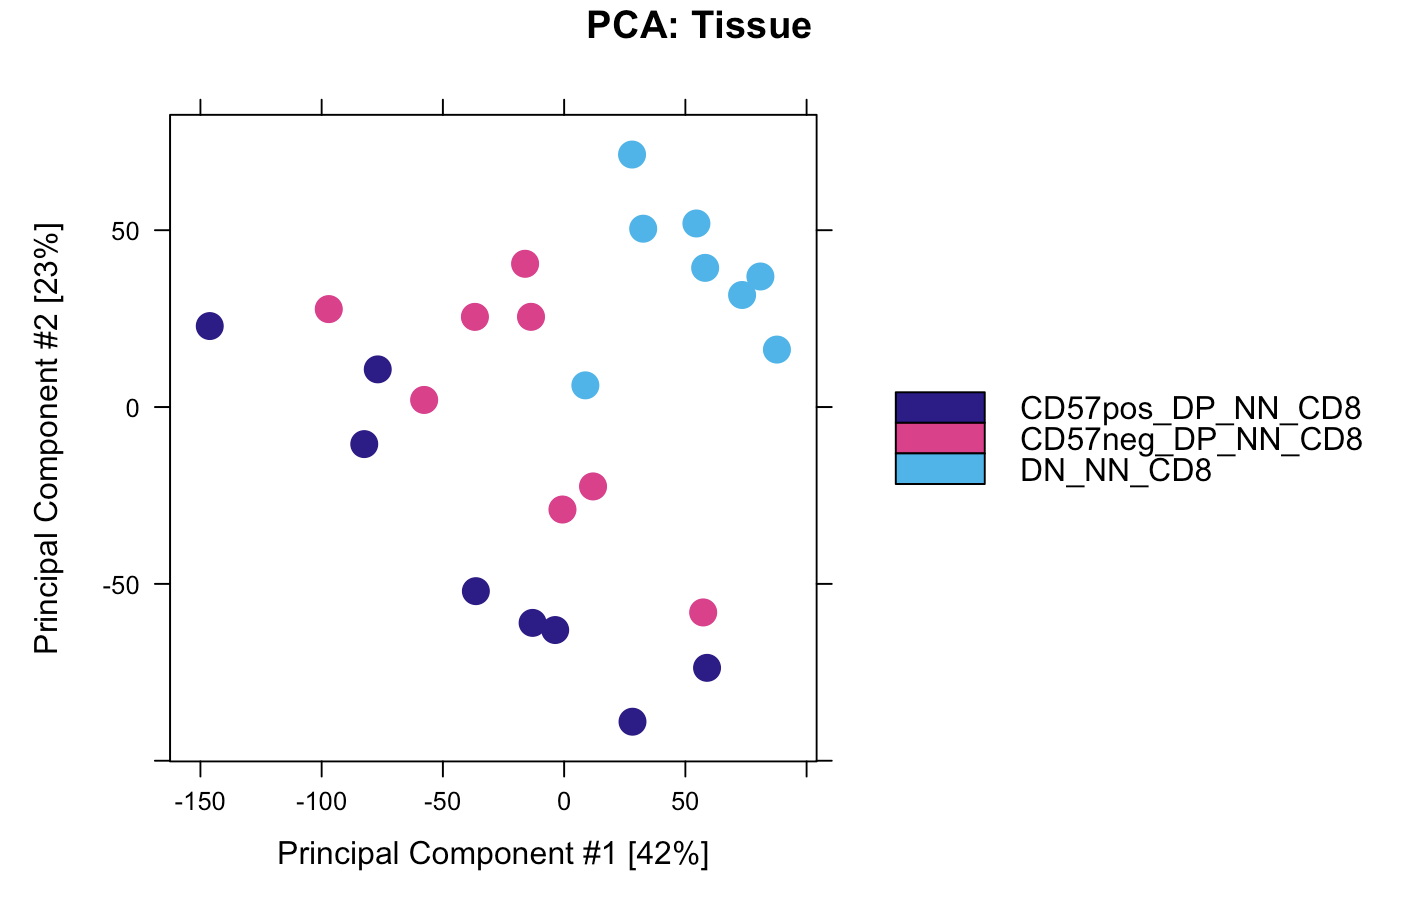 PCA: Tissue
Principal Component #2 [23%]
50
0
-50
-150
-100
-50
0
50
Principal Component #1 [42%]
CD57pos_DP_NN_CD8
CD57neg_DP_NN_CD8
DN_NN_CD8